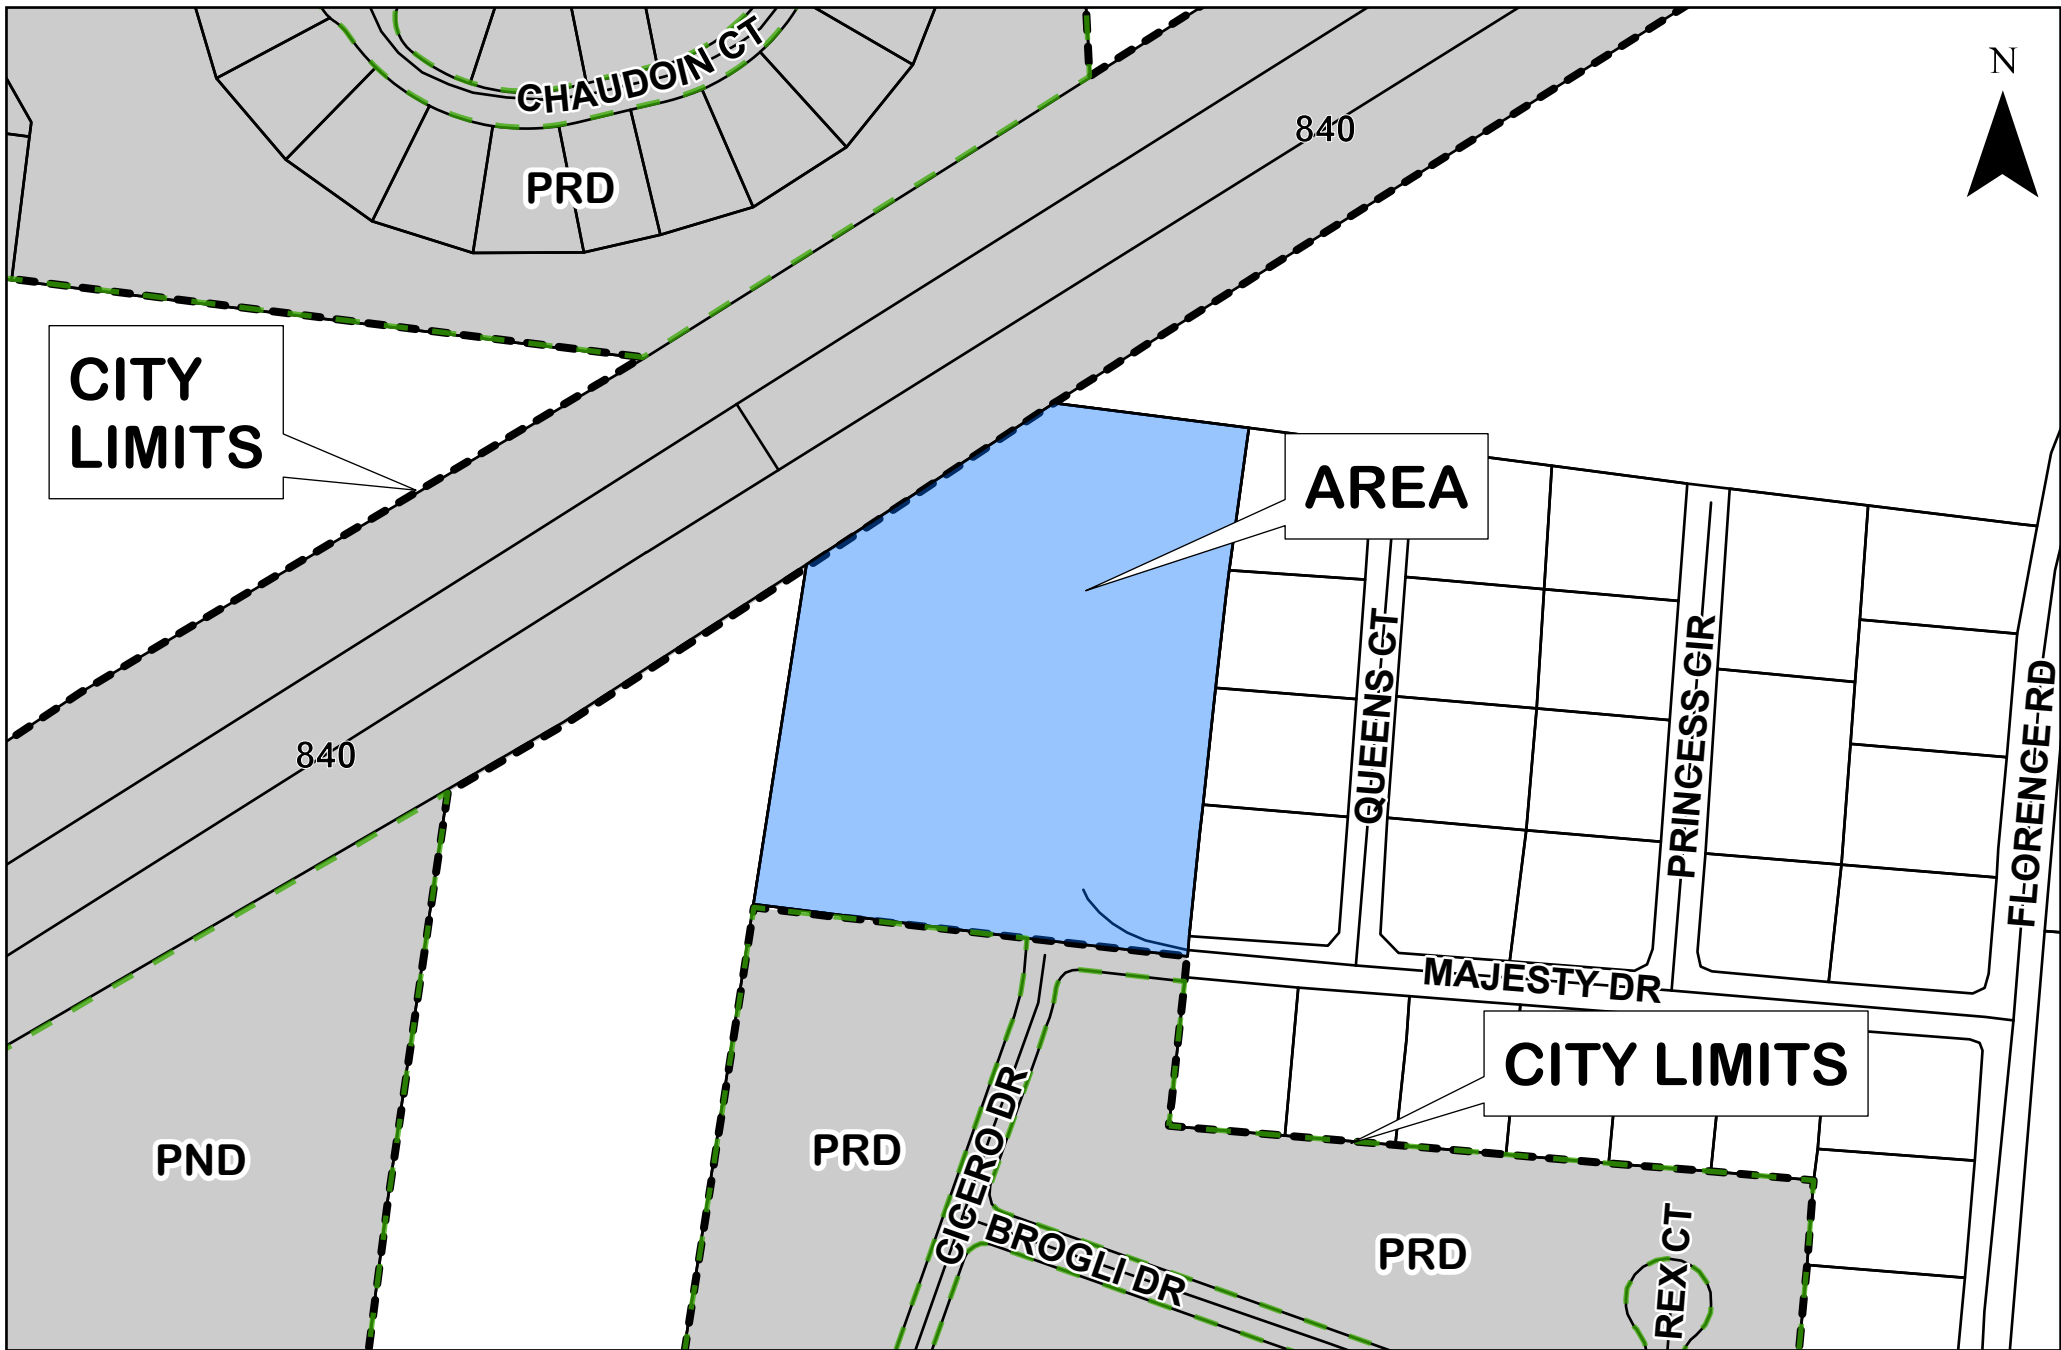 CHAUDOIN CT
N
840
PRD
CITY
LIMITS
AREA
QUEENS CT
PRINCESS CIR
FLORENCE RD
840
MAJESTY DR
CITY LIMITS
CICERO DR
PND
PRD
BROGLI DR
PRD
REX CT